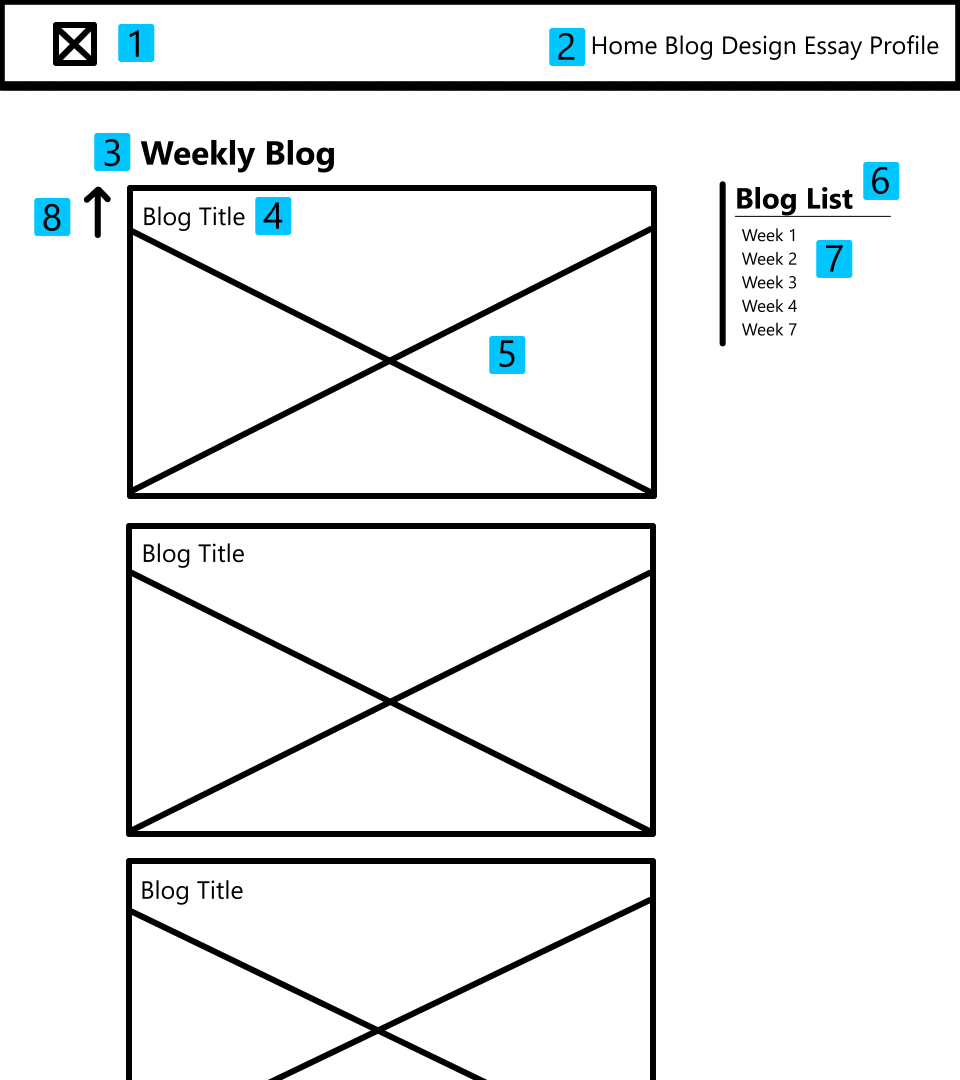 1
2 Home Blog Design Essay Profile
3 Weekly Blog
8
Blog Title 4
5
Blog Title
Blog Title
6
Blog List
Week 1
Week 2
7
Week 3
Week 4
Week 7